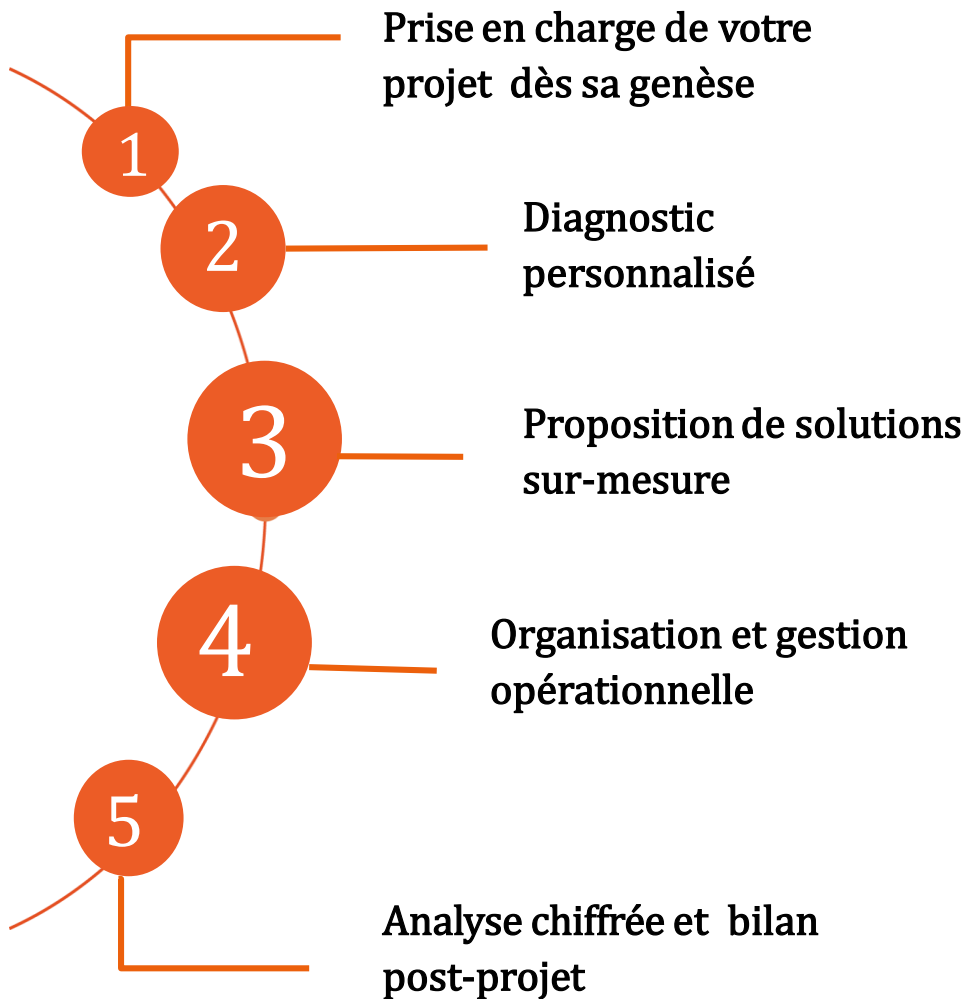 Prise en charge de votre
projet dès sa genèse
1
2
Diagnostic
personnalisé
3
Proposition de solutions
sur-mesure
4
Organisation et gestion
opérationnelle
5
Analyse chiffrée et bilan
post-projet